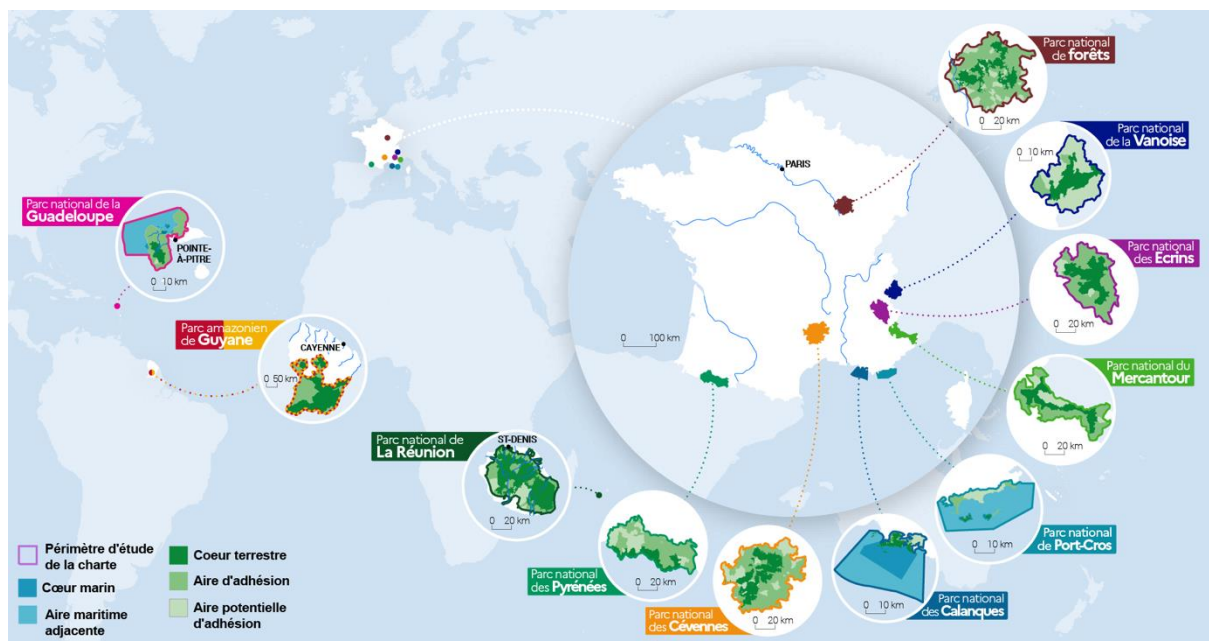 Parc national
de forêts
0 20 km
Parc national
de la Vanoise
0 10 km
PARIS
Parc national de la
Guadeloupe
POINTE-
À-PITRE
0 10 km
Parc national
des Ecrins
0 20 km
Parc amazonien
de Guyane
CAYENNE
0 50 km
0 100 km
Parc national du
Mercantour
0 20 km
Parc national de
La Réunion
ST-DENIS
0 20 km
Parc national
de Port-Cros
0 10 km
Parc national
des Pyrénées
0 20 km
Parc national
des Cévennes
0 20 km
Parc national
des Calanques
0 10 km
Périmètre d'étude
de la charte
Cœur marin
Aire maritime
adjacente
Coeur terrestre
Aire d'adhésion
Aire potentielle
d'adhésion